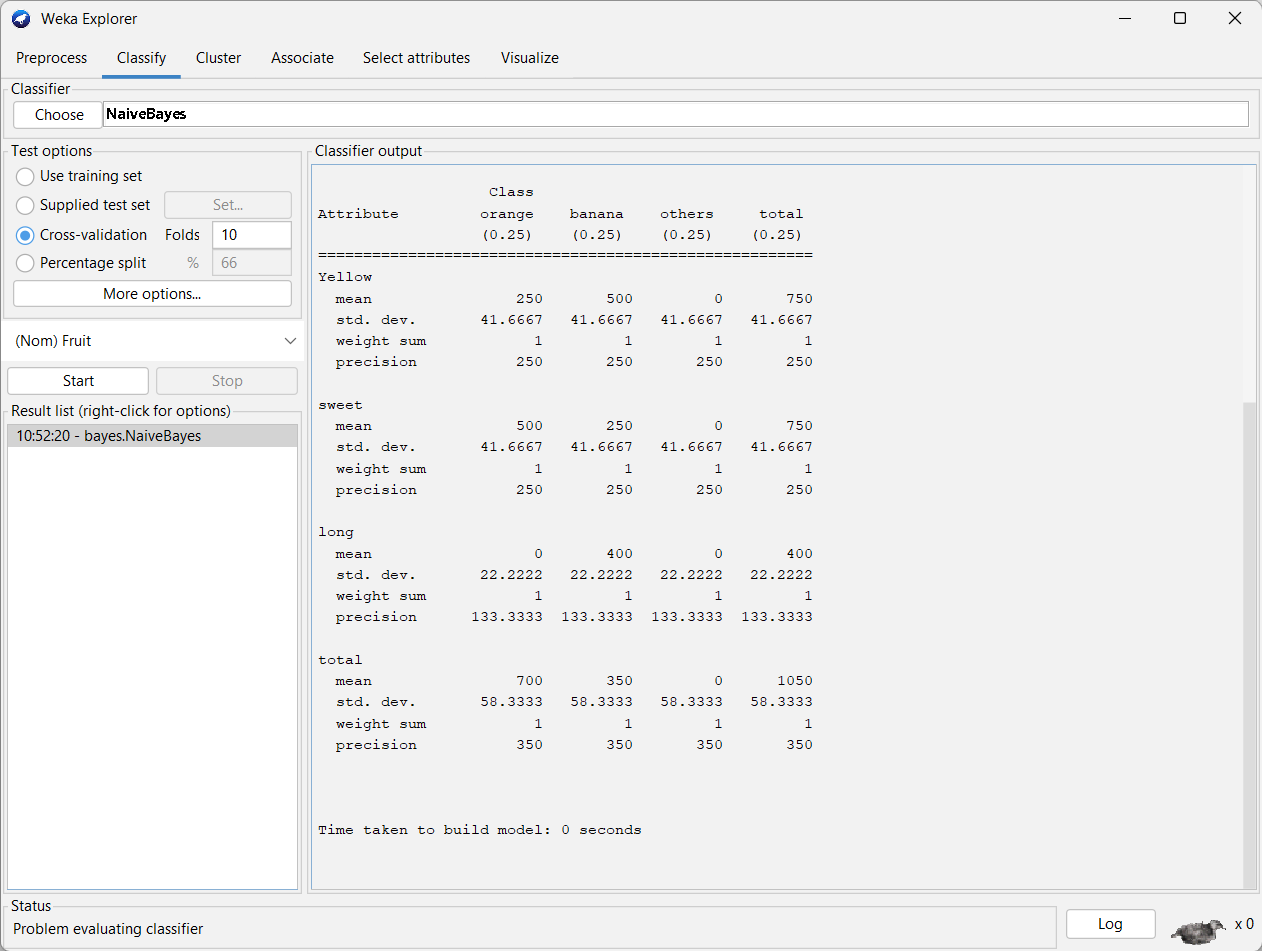 Weka Explorer
Preprocess Classify Cluster Associate Select attributes Visualize
Classifier
Choose NaiveBayes
Test options
Use training set
Supplied test set Set...
Cross-validation Folds 10
Percentage split % 66
More options...
(Nom) Fruit
Start Stop
Result list (right-click for options)
10:52:20 - bayes.NaiveBayes
Classifier output
Class
Attribute orange banana others total
(0.25) (0.25) (0.25) (0.25)
=======================================================
Yellow
mean 250 500 0 750
std. dev. 41.6667 41.6667 41.6667 41.6667
weight sum 1 1 1 1
precision 250 250 250 250
sweet
mean 500 250 0 750
std. dev. 41.6667 41.6667 41.6667 41.6667
weight sum 1 1 1 1
precision 250 250 250 250
long
mean 0 400 0 400
std. dev. 22.2222 22.2222 22.2222 22.2222
weight sum 1 1 1 1
precision 133.3333 133.3333 133.3333 133.3333
total
mean 700 350 0 1050
std. dev. 58.3333 58.3333 58.3333 58.3333
weight sum 1 1 1 1
precision 350 350 350 350
Time taken to build model: 0 seconds
Status
Problem evaluating classifier
Log x 0